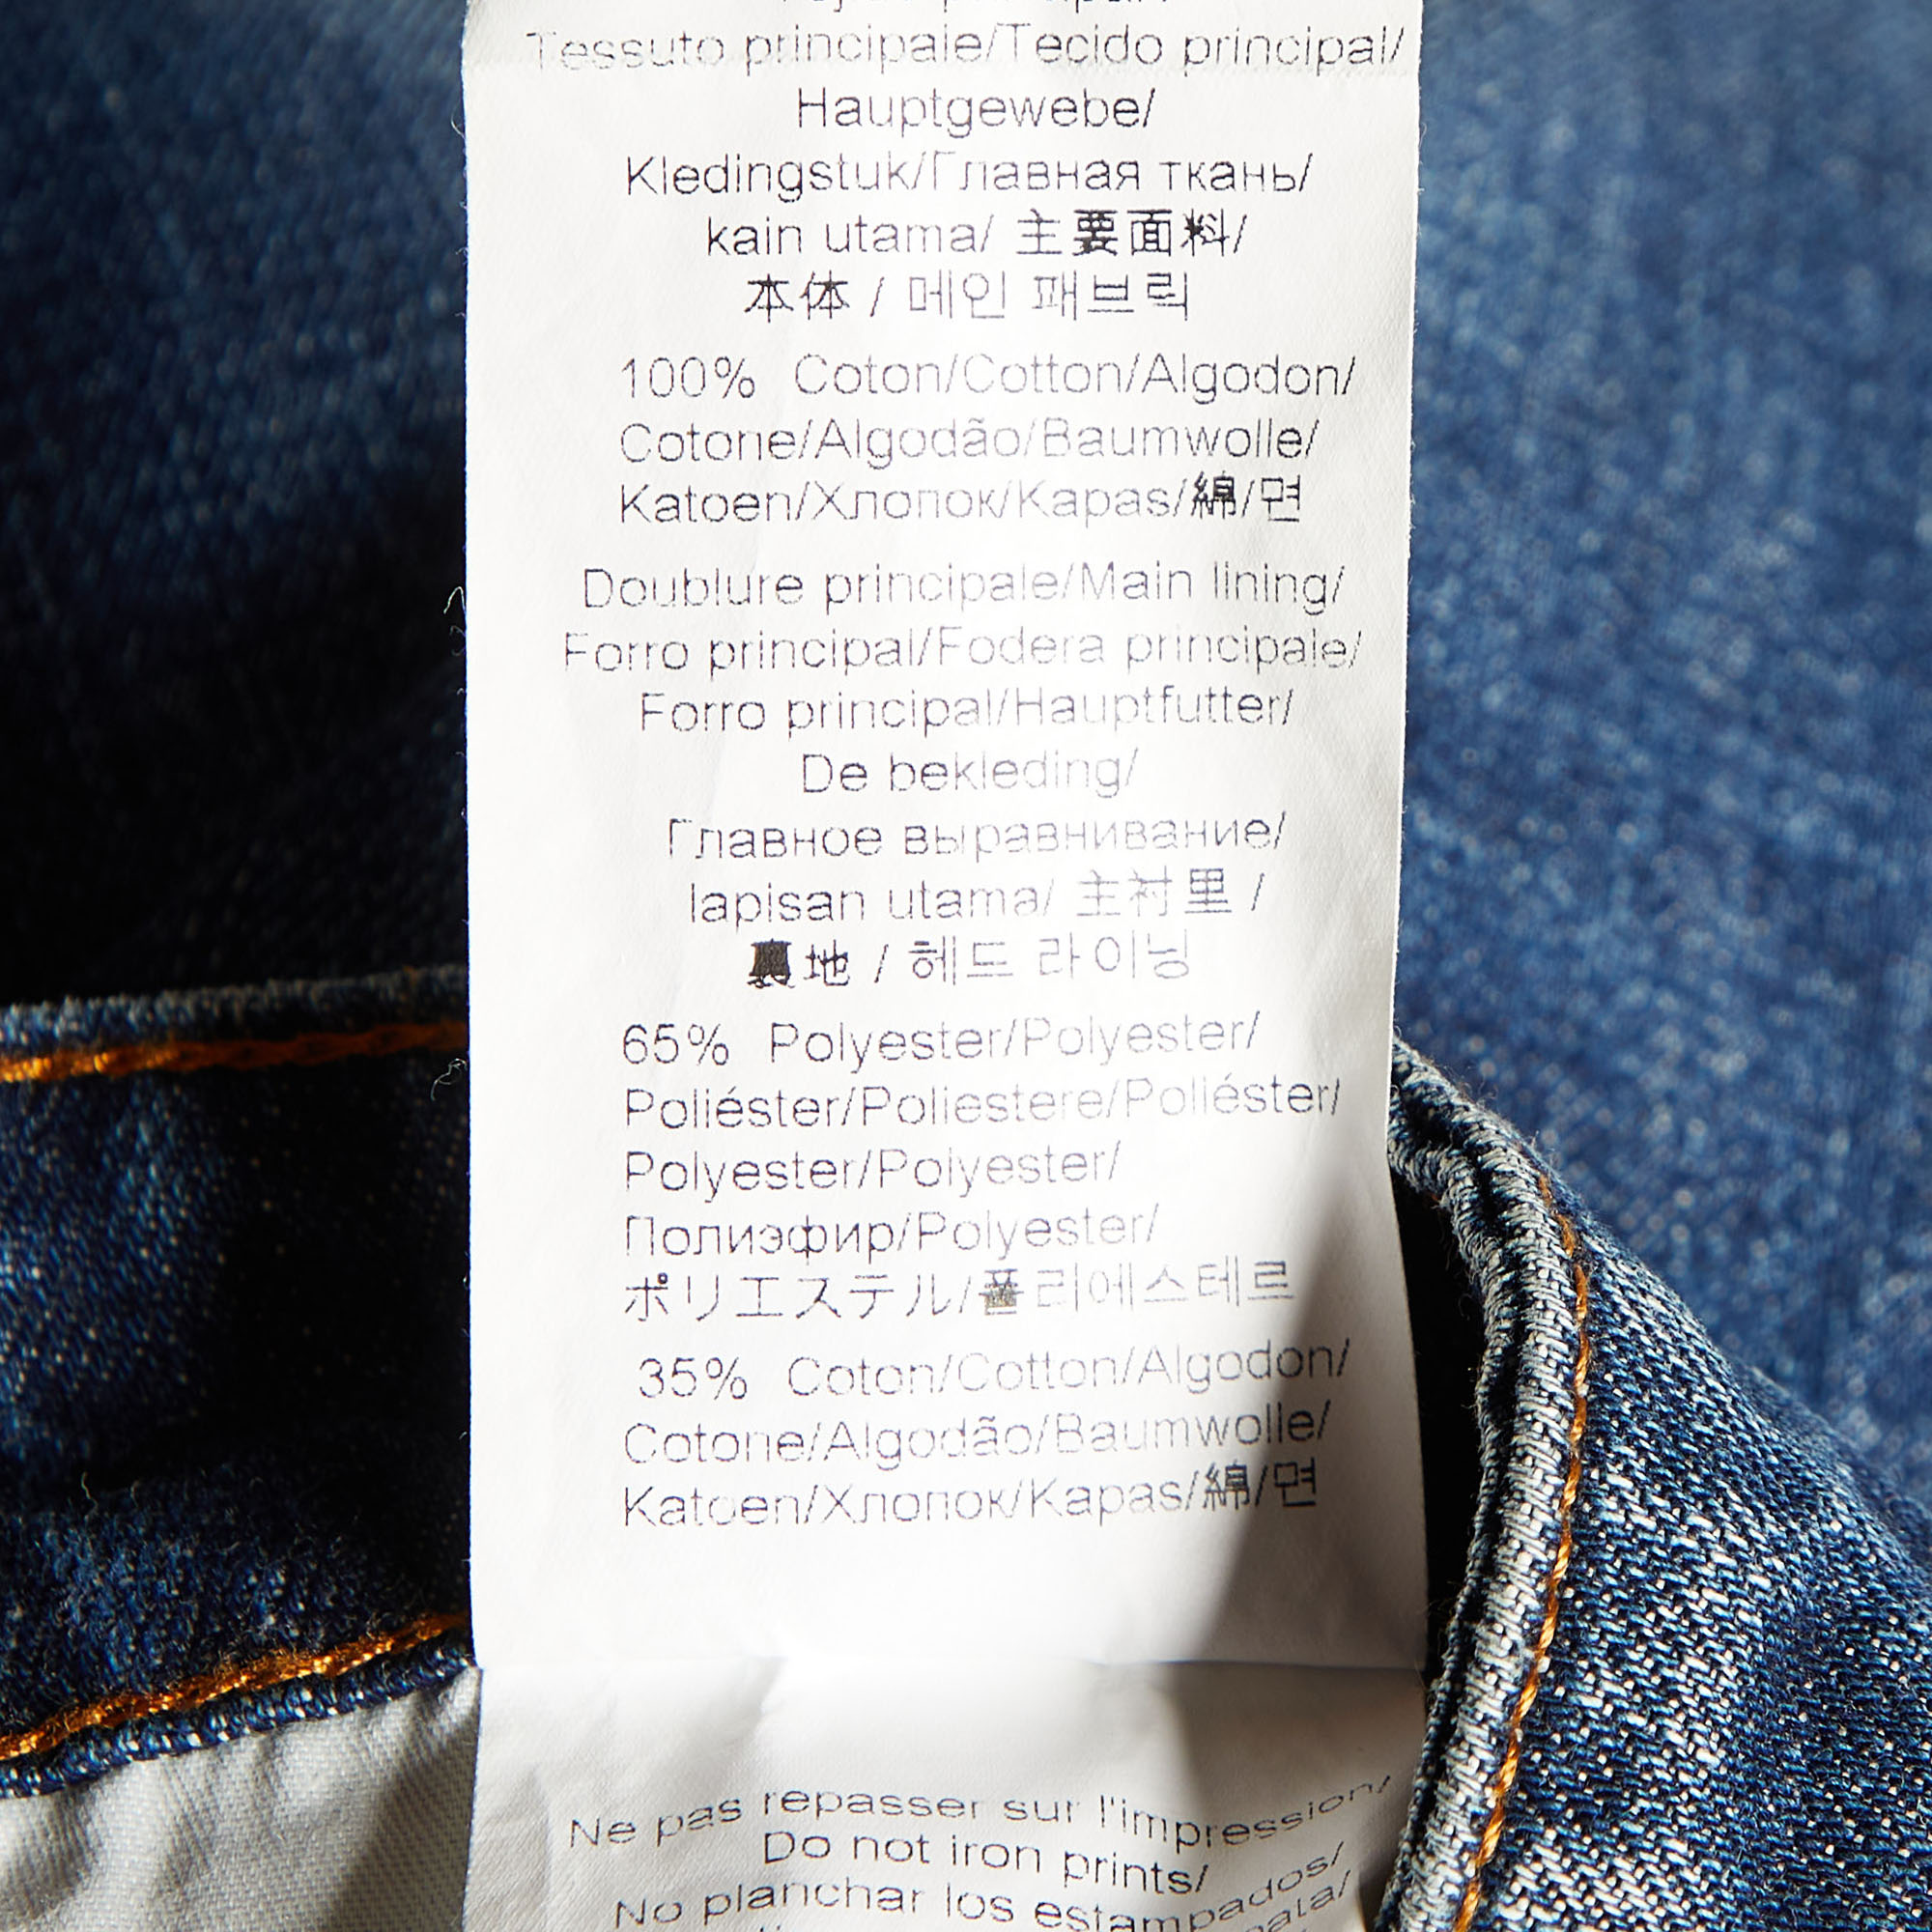 Tessuto principale/Tecido principal/
Hauptgewebe/
Kledingstuk/Главная ткань/
kain utama/ 主要面料/
本体 / 메인 패브릭
100% Coton/Cotton/Algodon/
Cotone/Algodão/Baumwolle/
Katoen/Хлопок/Kapas/綿/면
Doublure principale/Main lining/
Forro principal/Fodera principale/
Forro principal/Hauptfutter/
De bekleding/
Главное выравнивание/
lapisan utama/ 主衬里 /
裏地 / 헤드 라이닝
65% Polyester/Polyester/
Poliéster/Poliestere/Poliéster/
Polyester/Polyester/
Полиэфир/Polyester/
ポリエステル/폴리에스테르
35% Coton/Cotton/Algodon/
Cotone/Algodão/Baumwolle/
Katoen/Хлопок/Kapas/綿/면
Ne pas repasser sur l'impression/
Do not iron prints/
No planchar los estampados/